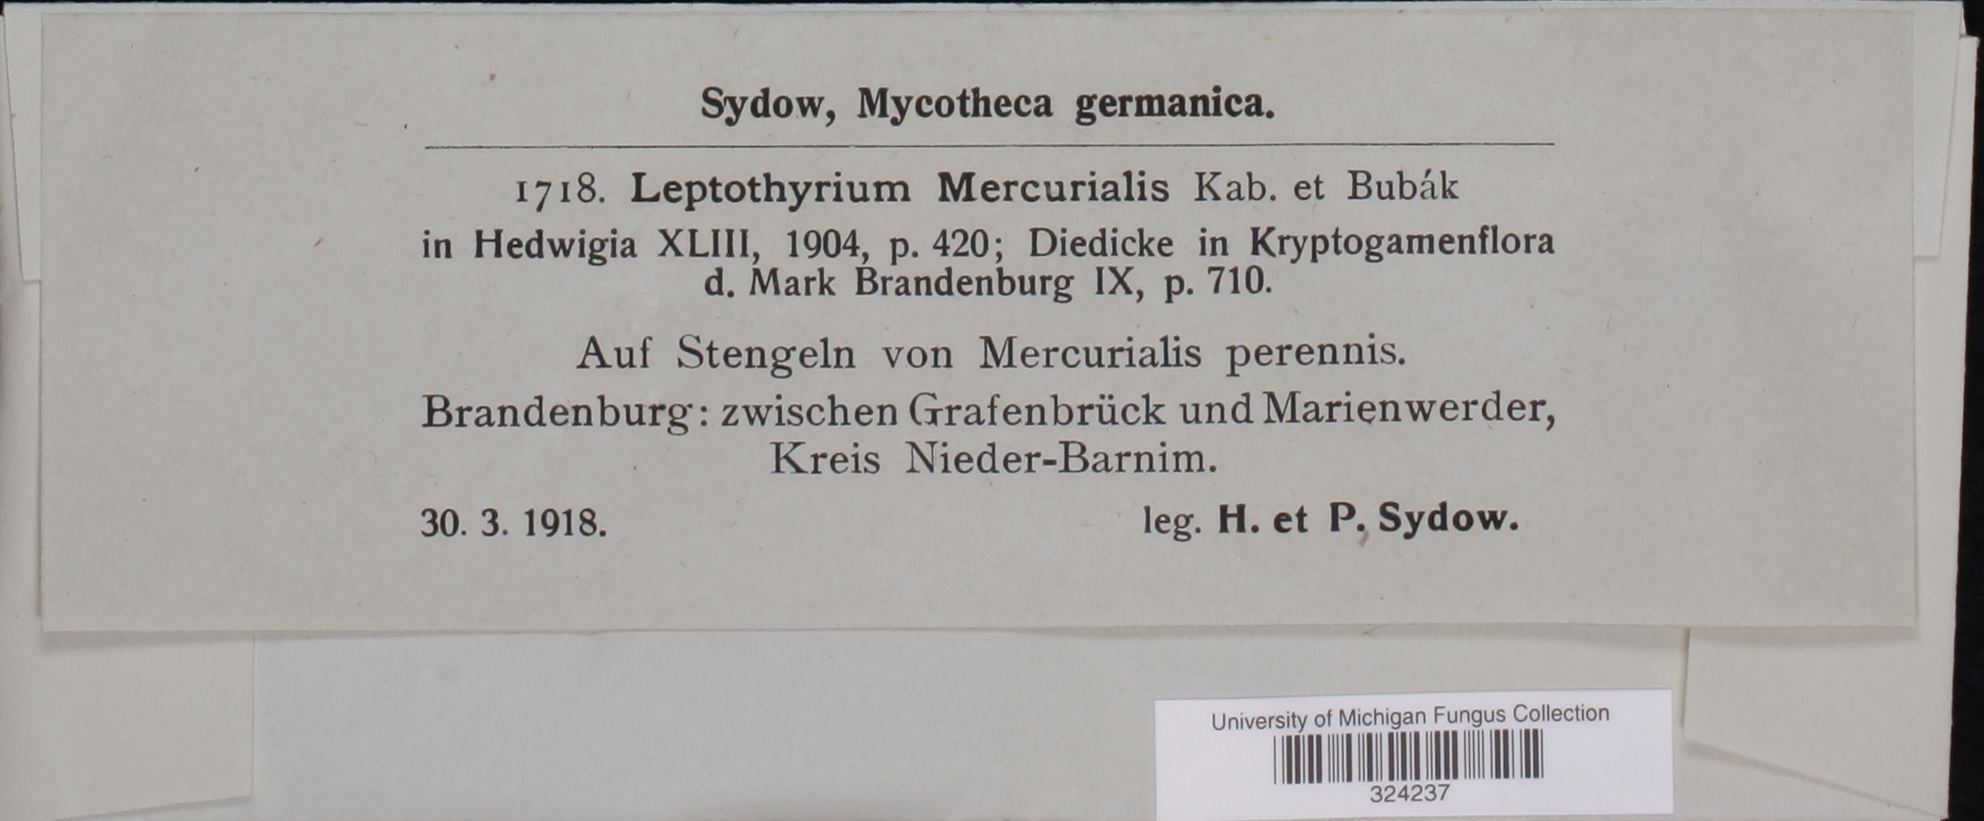 Sydow, Mycotheca germanica.
1718. Leptothyrium Mercurialis Kab. et Bubák
in Hedwigia XLIII, 1904, p. 420; Diedicke in Kryptogamenflora
d. Mark Brandenburg IX, p. 710.
Auf Stengeln von Mercurialis perennis.
Brandenburg: zwischen Grafenbrück und Marienwerder,
Kreis Nieder-Barnim.
30. 3. 1918. leg. H. et P. Sydow.
University of Michigan Fungus Collection
324237